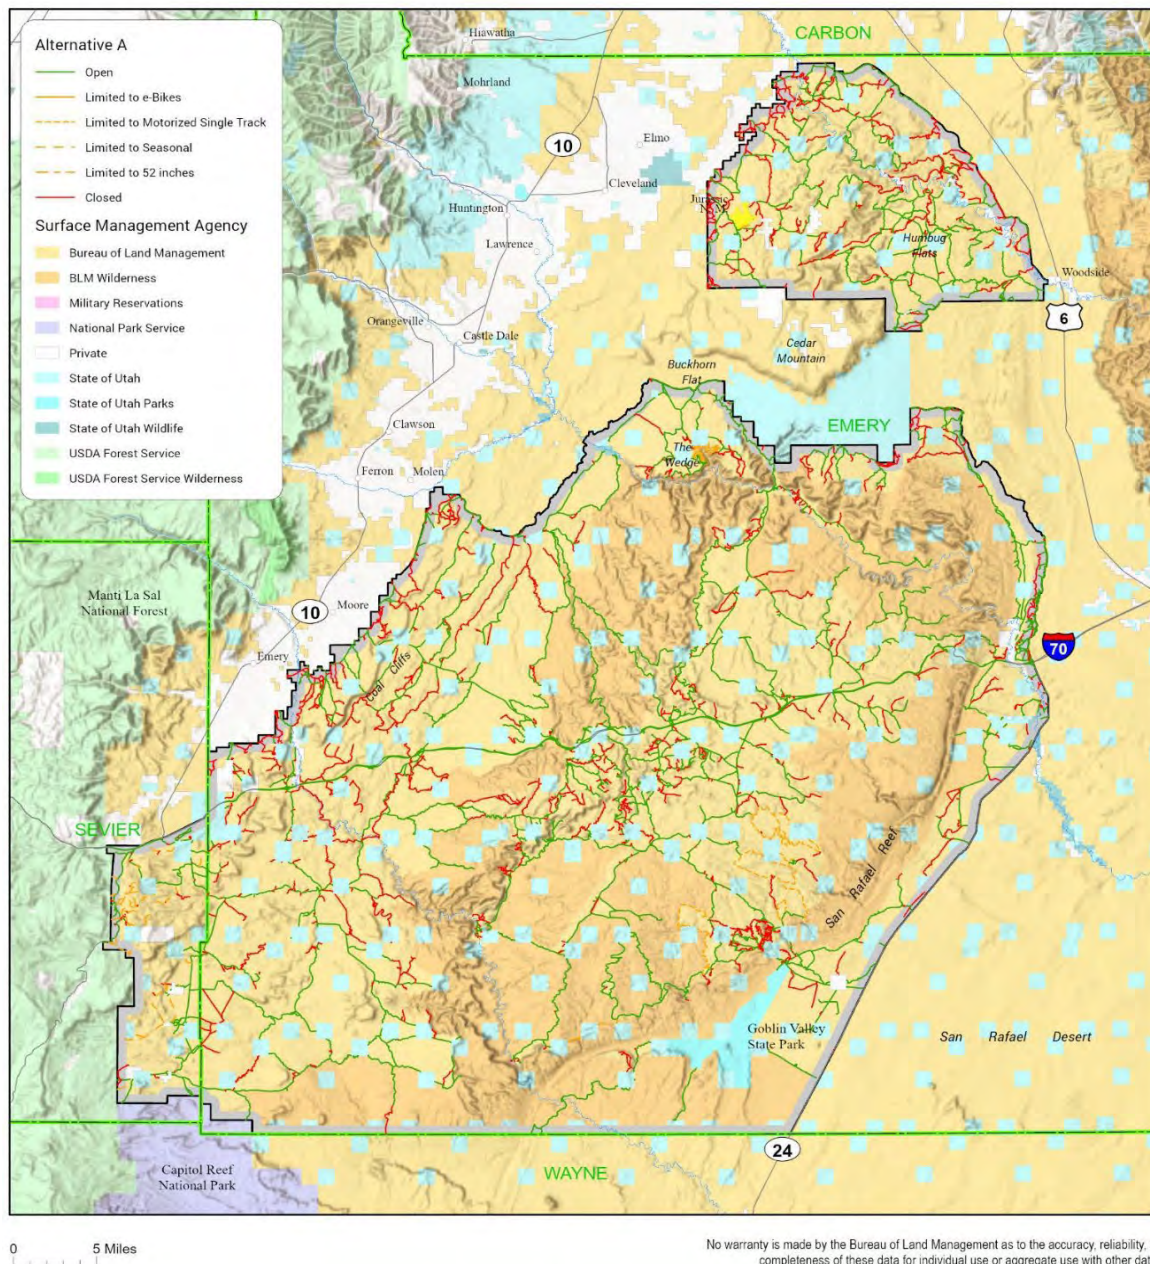 Alternative A
Open
Limited to e-Bikes
Limited to Motorized Single Track
Limited to Seasonal
Limited to 52 inches
Closed
Surface Management Agency
Bureau of Land Management
BLM Wilderness
Military Reservations
National Park Service
Private
State of Utah
State of Utah Parks
State of Utah Wildlife
USDA Forest Service
USDA Forest Service Wilderness
CARBON
Hiawatha
Mohrland
10
Elmo
Cleveland
Huntington
Lawrence
Jurassic
N.M.
Humbug
Flats
Woodside
6
Orangeville
Castle Dale
Cedar
Mountain
Buckhorn
Flat
Clawson
EMERY
The
Wedge
Ferron
Molen
Manti La Sal
National Forest
10
Moore
Emery
Coal Cliffs
70
SEVIER
San Rafael Reef
Goblin Valley
State Park
San Rafael Desert
24
Capitol Reef
National Park
WAYNE
0 5 Miles
No warranty is made by the Bureau of Land Management as to the accuracy, reliability,
completeness of these data for individual use or aggregate use with other dat